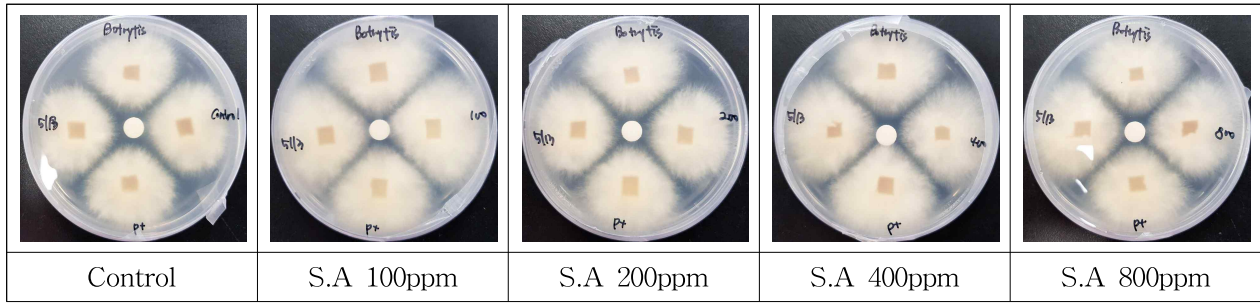 Botrytis
5/13
Control
P+
Botrytis
5/13
100
P+
Botrytis
5/13
200
P+
Botrytis
5/13
400
P+
Botrytis
5/13
800
P+
Control
S.A 100ppm
S.A 200ppm
S.A 400ppm
S.A 800ppm